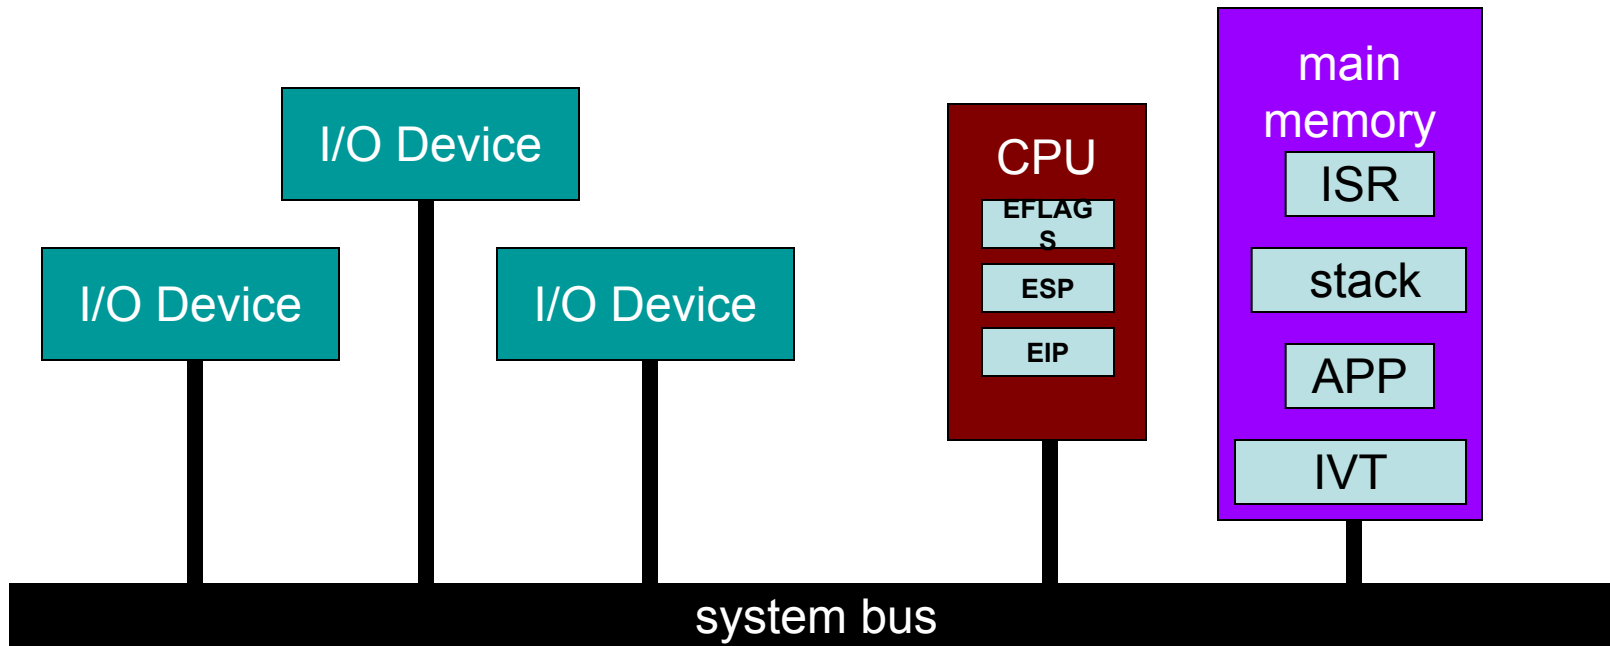 main
memory
I/O Device
CPU
ISR
EFLAG
S
I/O Device
I/O Device
ESP
stack
EIP
APP
IVT
system bus